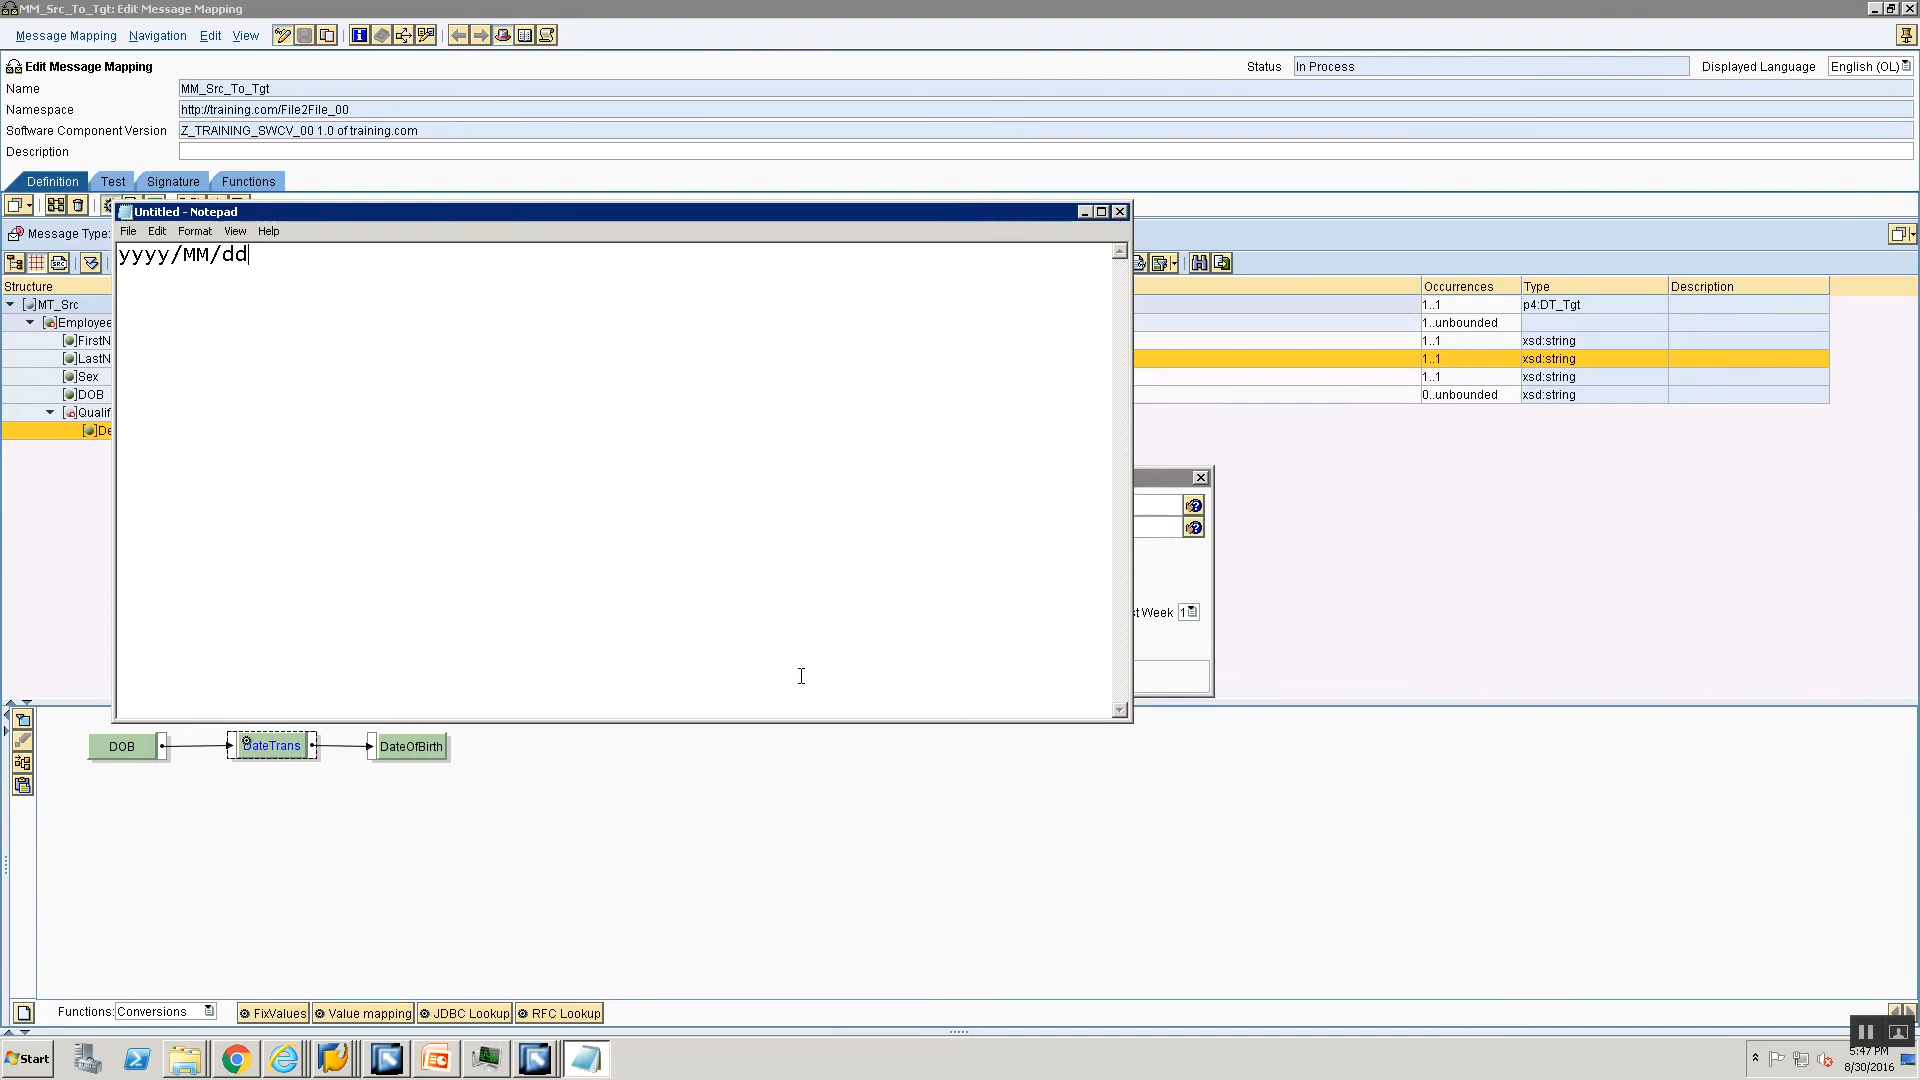 MM_Src_To_Tgt: Edit Message Mapping
Message Mapping Navigation Edit View
Edit Message Mapping
Status In Process Displayed Language English (OL)
Name MM_Src_To_Tgt
Namespace http://training.com/File2File_00
Software Component Version Z_TRAINING_SWCV_00 1.0 of training.com
Description
Definition Test Signature Functions
Untitled - Notepad
File Edit Format View Help
yyyy/MM/dd
Message Type:
Structure
MT_Src
Employee
FirstN
LastN
Sex
DOB
Qualif
De
Occurrences Type Description
1..1 p4:DT_Tgt
1..unbounded
1..1 xsd:string
1..1 xsd:string
1..1 xsd:string
0..unbounded xsd:string
st Week 1
DOB DateTrans DateOfBirth
Functions: Conversions FixValues Value mapping JDBC Lookup RFC Lookup
Start
5:47 PM
8/30/2016